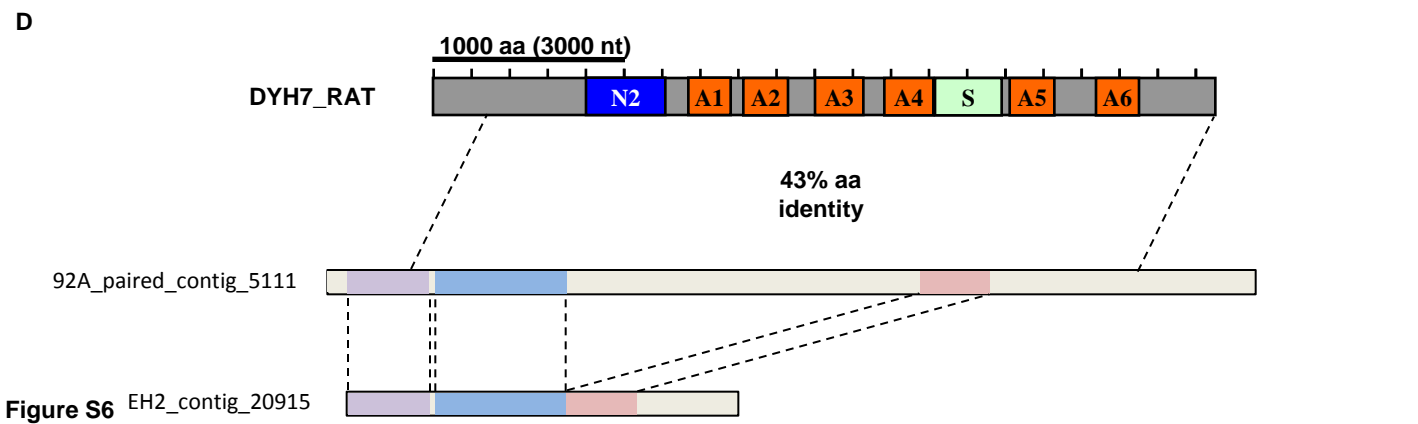 D
1000 aa (3000 nt)
DYH7_RAT
N2 A1 A2 A3 A4 S A5 A6
43% aa
identity
92A_paired_contig_5111
Figure S6 EH2_contig_20915